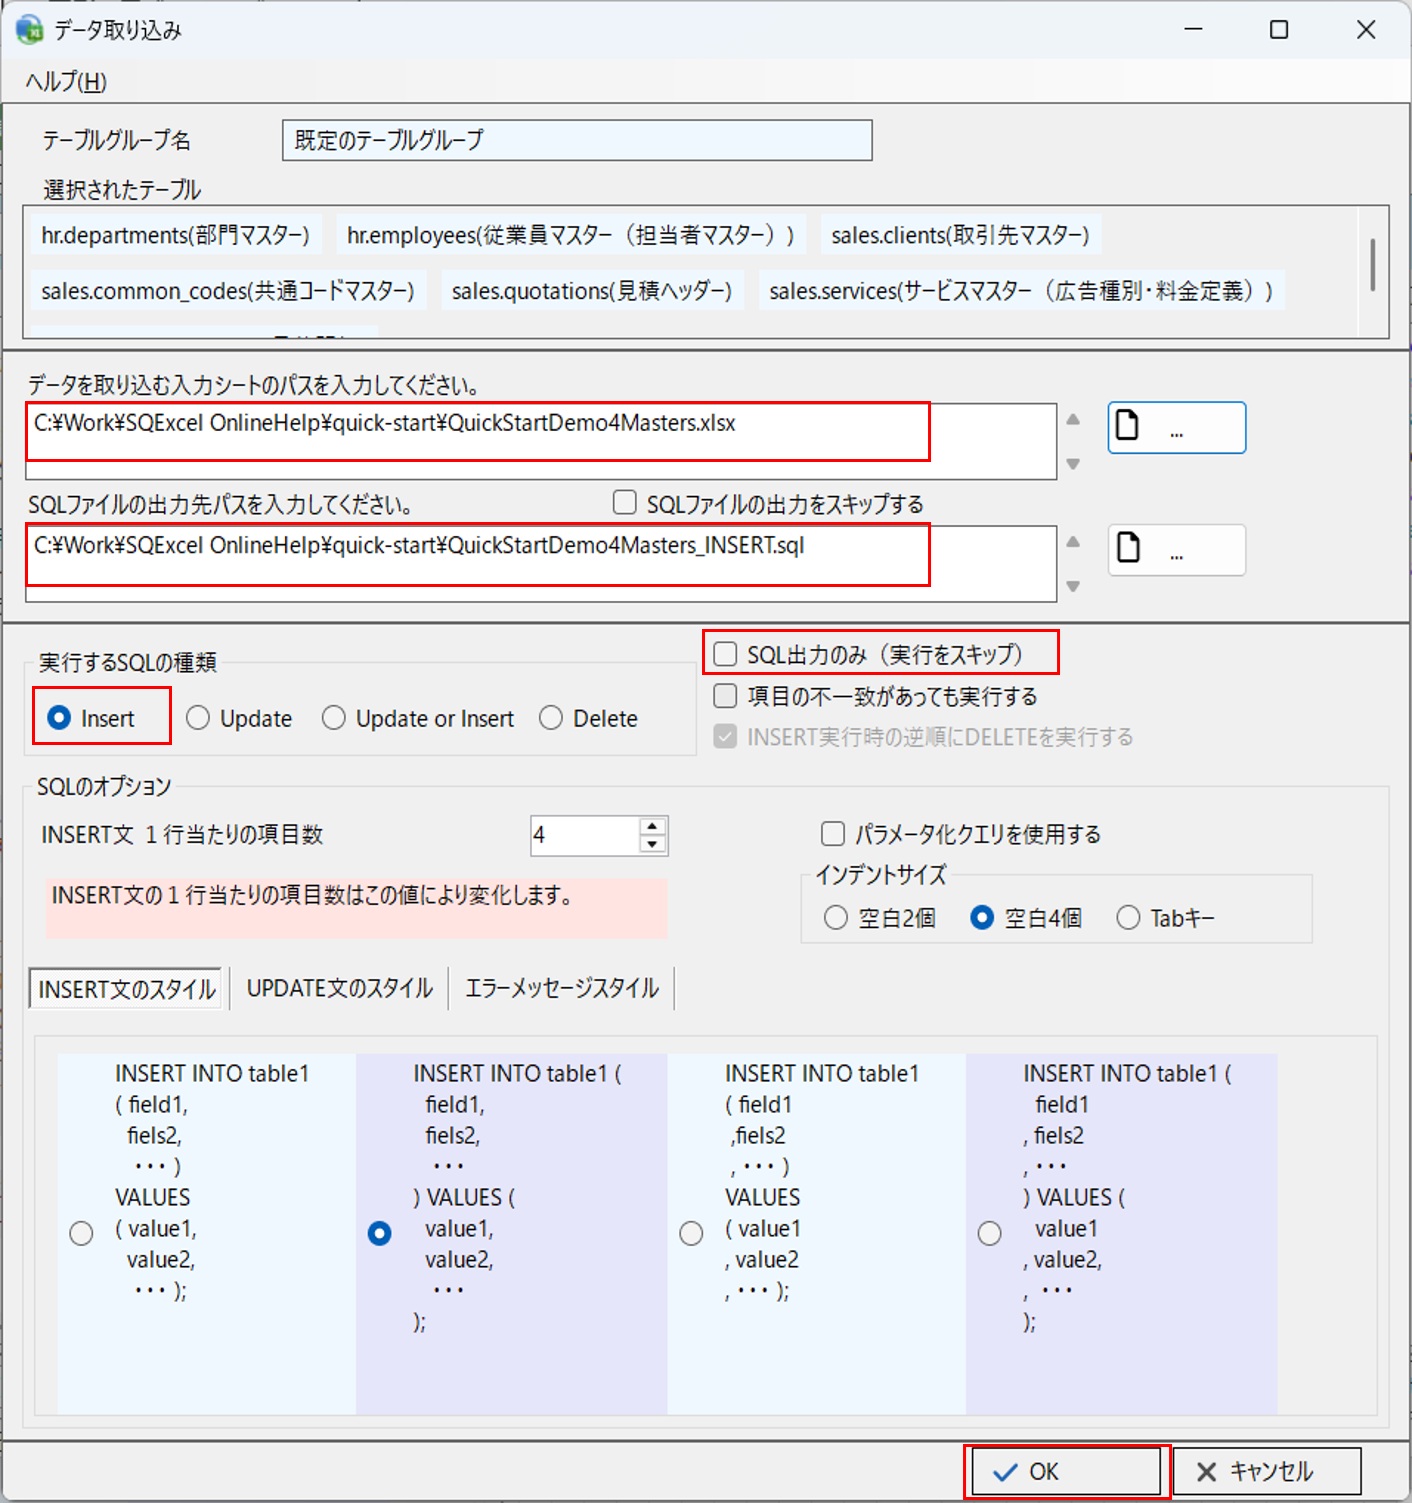 データ取り込み
ヘルプ(H)
テーブルグループ名
既定のテーブルグループ
選択されたテーブル
hr.departments(部門マスター) hr.employees(従業員マスター（担当者マスター）) sales.clients(取引先マスター)
sales.common_codes(共通コードマスター) sales.quotations(見積ヘッダー) sales.services(サービスマスター（広告種別・料金定義）)
データを取り込む入力シートのパスを入力してください。
C:¥Work¥SQExcel OnlineHelp¥quick-start¥QuickStartDemo4Masters.xlsx
...
SQLファイルの出力先パスを入力してください。 SQLファイルの出力をスキップする
C:¥Work¥SQExcel OnlineHelp¥quick-start¥QuickStartDemo4Masters_INSERT.sql
...
実行するSQLの種類
Insert Update Update or Insert Delete
SQL出力のみ（実行をスキップ）
項目の不一致があっても実行する
INSERT実行時の逆順にDELETEを実行する
SQLのオプション
INSERT文 １行当たりの項目数 4
INSERT文の１行当たりの項目数はこの値により変化します。
パラメータ化クエリを使用する
インデントサイズ
空白2個 空白4個 Tabキー
INSERT文のスタイル UPDATE文のスタイル エラーメッセージスタイル
INSERT INTO table1
( field1,
fiels2,
・・・ )
VALUES
( value1,
value2,
・・・ );
INSERT INTO table1 (
field1,
fiels2,
・・・
) VALUES (
value1,
value2,
・・・
);
INSERT INTO table1
( field1
,fiels2
, ・・・ )
VALUES
( value1
, value2
, ・・・ );
INSERT INTO table1 (
field1
, fiels2
, ・・・
) VALUES (
value1
, value2,
, ・・・
);
OK キャンセル